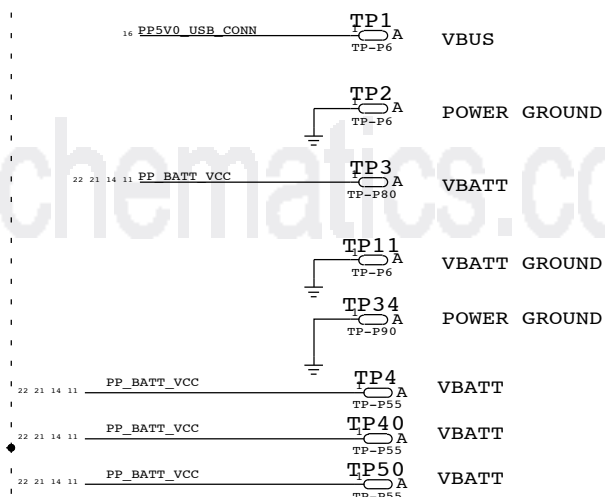 TP1
16 PP5V0_USB_CONN 1 A VBUS
TP-P6
TP2
1 A POWER GROUND
TP-P6
chematics.co
TP3
22 21 14 11 PP_BATT_VCC 1 A VBATT
TP-P80
TP11
1 A VBATT GROUND
TP-P6
TP34
1 A POWER GROUND
TP-P90
TP4
22 21 14 11 PP_BATT_VCC 1 A VBATT
TP-P55
TP40
22 21 14 11 PP_BATT_VCC 1 A VBATT
TP-P55
TP50
22 21 14 11 PP_BATT_VCC 1 A VBATT
TP-P55